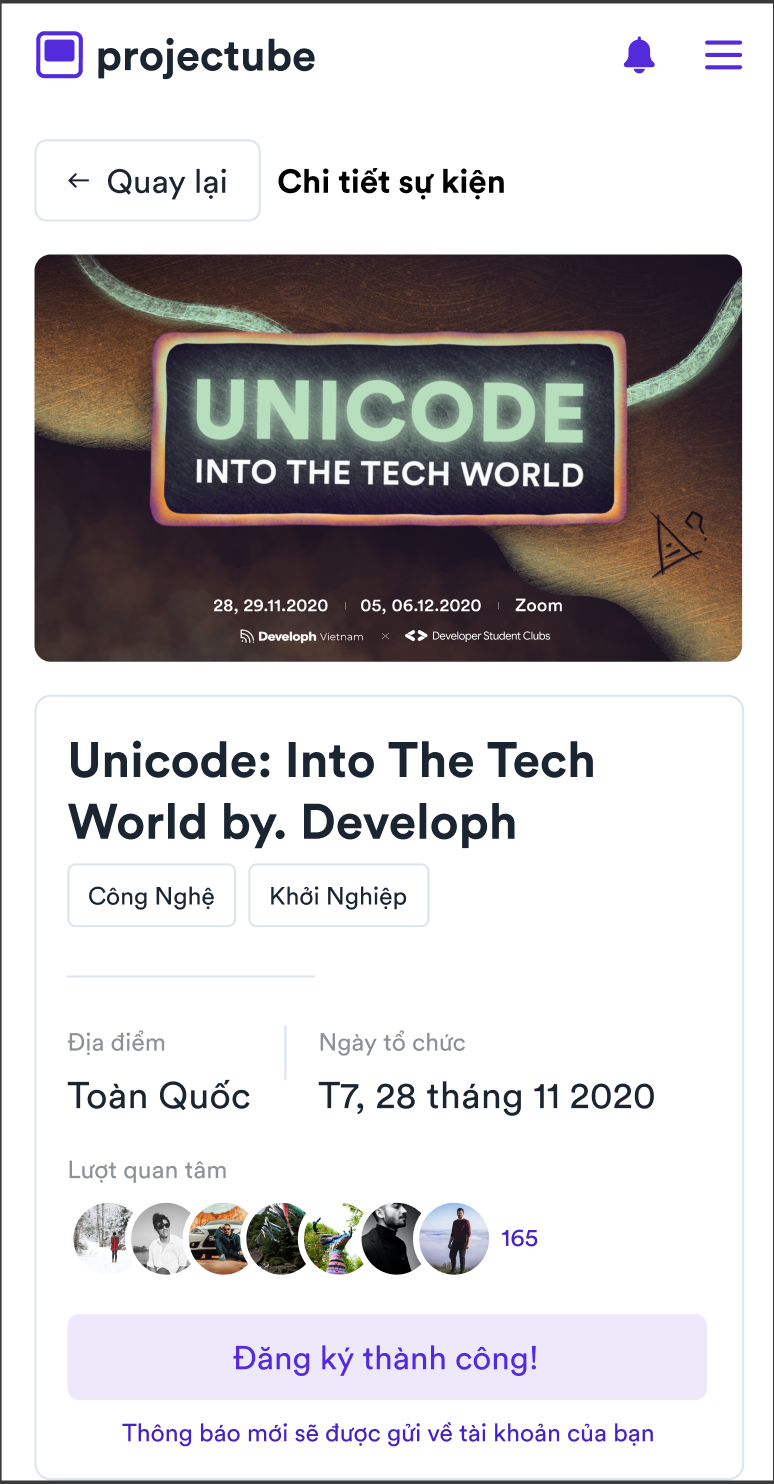 projectube
← Quay lại
Chi tiết sự kiện
UNICODE
INTO THE TECH WORLD
28, 29.11.2020 | 05, 06.12.2020 | Zoom
Developh Vietnam × Developer Student Clubs
Unicode: Into The Tech
World by. Developh
Công Nghệ
Khởi Nghiệp
Địa điểm
Toàn Quốc
Ngày tổ chức
T7, 28 tháng 11 2020
Lượt quan tâm
165
Đăng ký thành công!
Thông báo mới sẽ được gửi về tài khoản của bạn